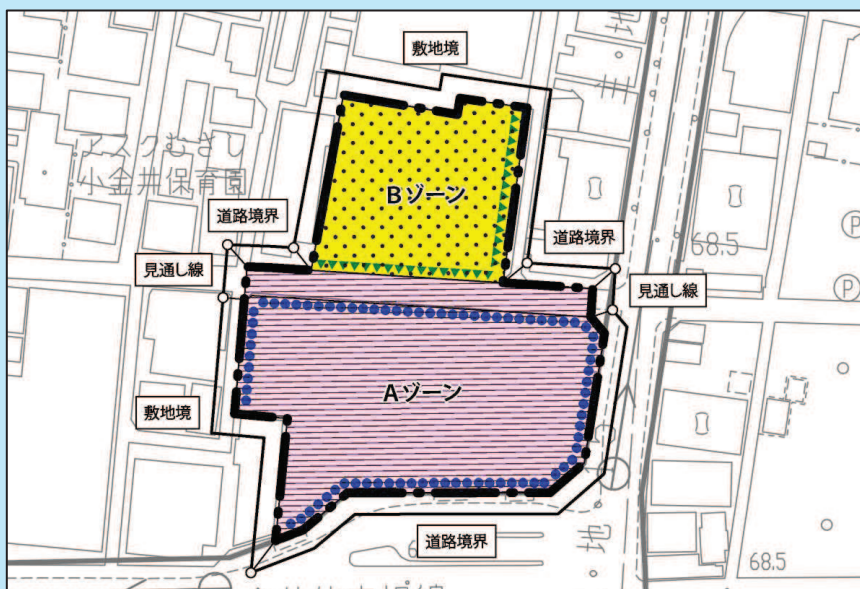 敷地境
アスクむさし
小金井保育園
Bゾーン
道路境界
道路境界
68.5
P
見通し線
見通し線
P
Aゾーン
敷地境
地
道路境界
68.5